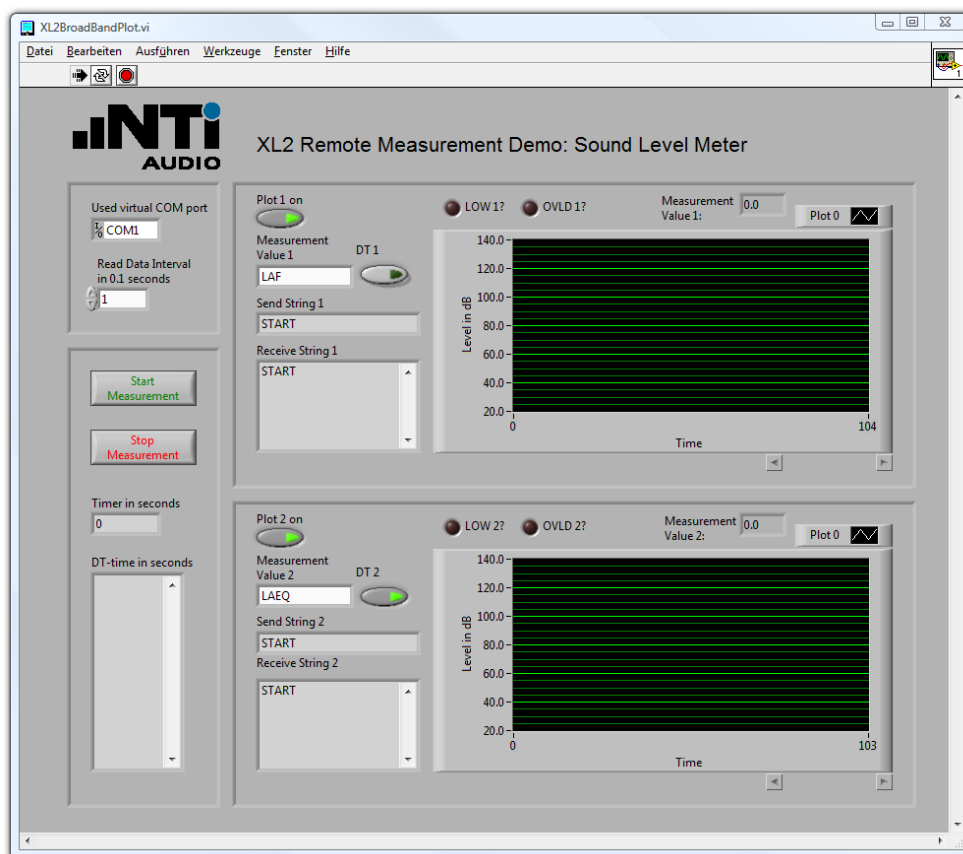 XL2BroadBandPlot.vi
Datei Bearbeiten Ausführen Werkzeuge Fenster Hilfe
1
NTi
AUDIO
XL2 Remote Measurement Demo: Sound Level Meter
Used virtual COM port
I/O COM1
Read Data Interval
in 0.1 seconds
1
Start
Measurement
Stop
Measurement
Timer in seconds
0
DT-time in seconds
Plot 1 on
Measurement
Value 1
DT 1
LAF
Send String 1
START
Receive String 1
START
LOW 1?
OVLD 1?
Measurement
Value 1:
0.0
Plot 0
Level in dB
140.0
120.0
100.0
80.0
60.0
40.0
20.0
0
104
Time
Plot 2 on
Measurement
Value 2
DT 2
LAEQ
Send String 2
START
Receive String 2
START
LOW 2?
OVLD 2?
Measurement
Value 2:
0.0
Plot 0
Level in dB
140.0
120.0
100.0
80.0
60.0
40.0
20.0
0
103
Time